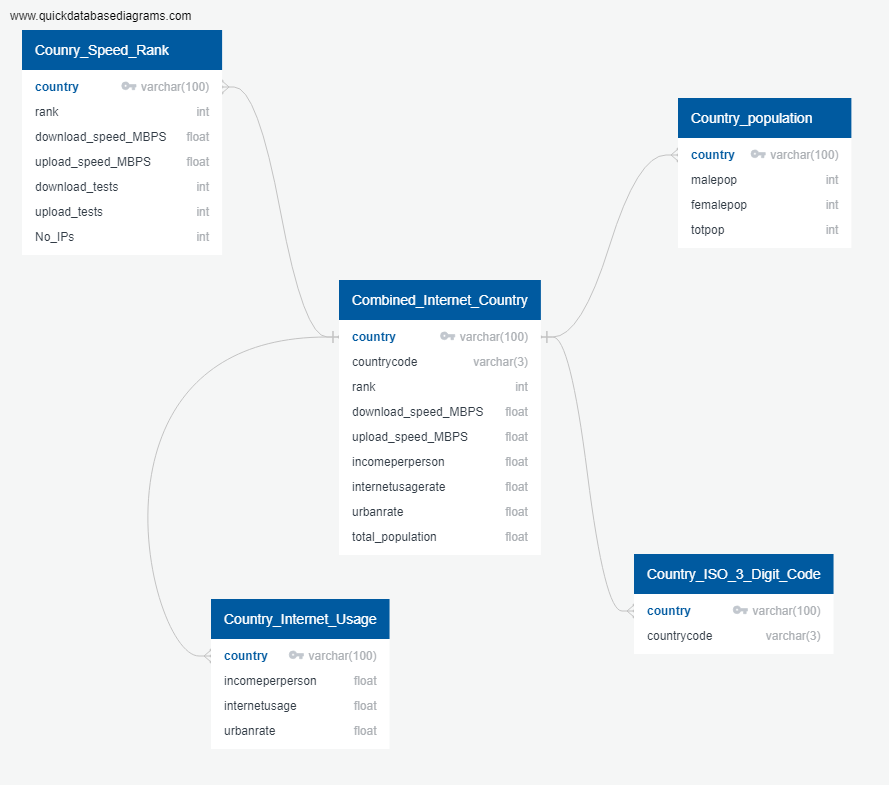 www.quickdatabasediagrams.com
Counry_Speed_Rank
country varchar(100)
rank int
download_speed_MBPS float
upload_speed_MBPS float
download_tests int
upload_tests int
No_IPs int
Country_population
country varchar(100)
malepop int
femalepop int
totpop int
Combined_Internet_Country
country varchar(100)
countrycode varchar(3)
rank int
download_speed_MBPS float
upload_speed_MBPS float
incomeperperson float
internetusagerate float
urbanrate float
total_population float
Country_Internet_Usage
country varchar(100)
incomeperperson float
internetusage float
urbanrate float
Country_ISO_3_Digit_Code
country varchar(100)
countrycode varchar(3)